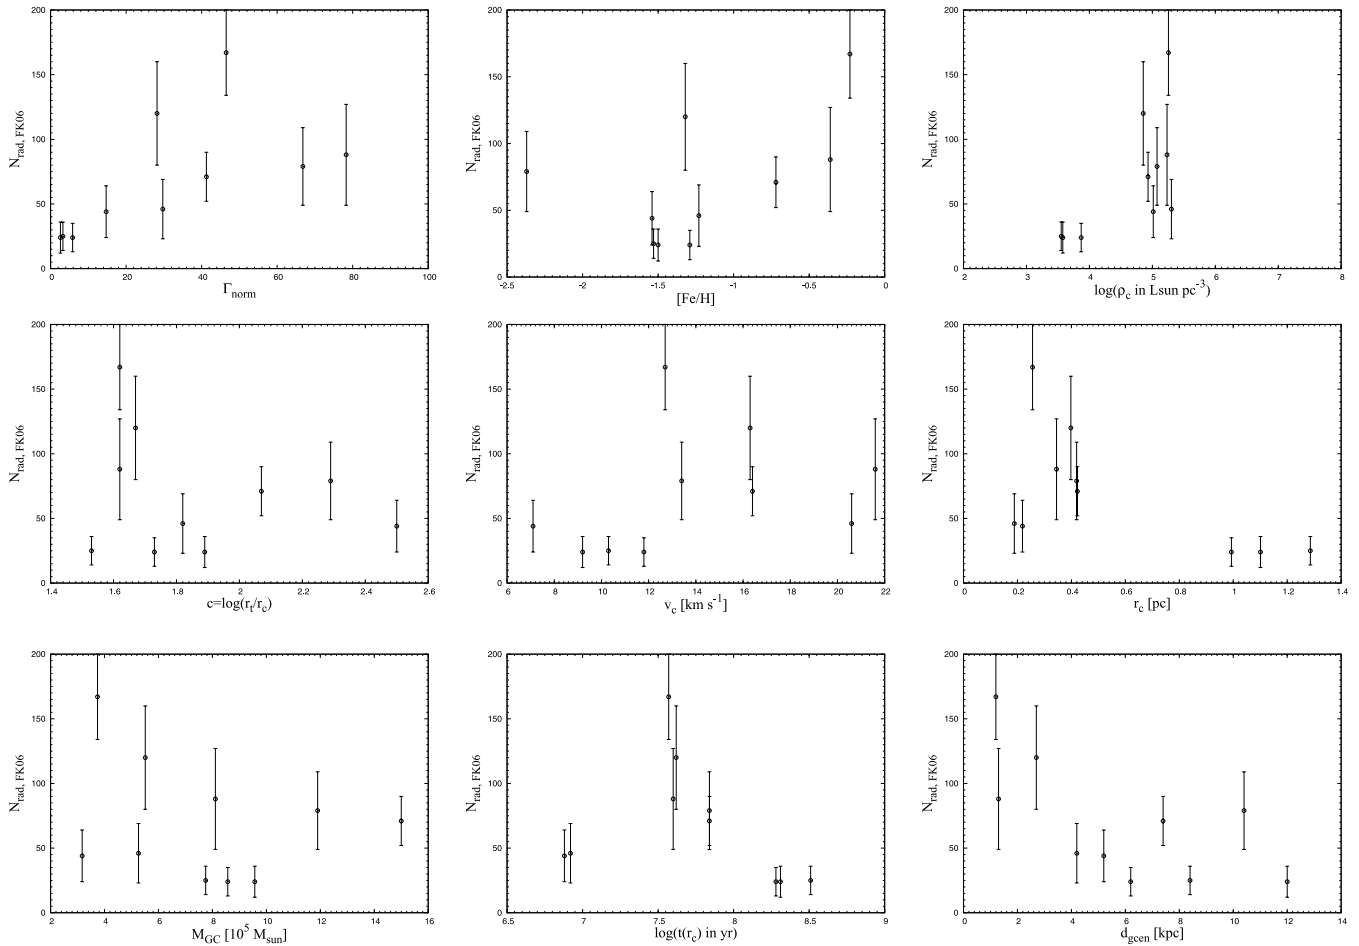 200
150
100
50
0
N_rad, FK06
0 20 40 60 80 100
Γ_norm
200
150
100
50
0
N_rad, FK06
-2.5 -2 -1.5 -1 -0.5 0
[Fe/H]
200
150
100
50
0
N_rad, FK06
2 3 4 5 6 7 8
log(ρ_c in Lsun pc^-3)
200
150
100
50
0
N_rad, FK06
1.4 1.6 1.8 2 2.2 2.4 2.6
c=log(r_t/r_c)
200
150
100
50
0
N_rad, FK06
6 8 10 12 14 16 18 20 22
v_c [km s^-1]
200
150
100
50
0
N_rad, FK06
0 0.2 0.4 0.6 0.8 1 1.2 1.4
r_c [pc]
200
150
100
50
0
N_rad, FK06
2 4 6 8 10 12 14 16
M_GC [10^5 M_sun]
200
150
100
50
0
N_rad, FK06
6.5 7 7.5 8 8.5 9
log(t(r_c) in yr)
200
150
100
50
0
N_rad, FK06
0 2 4 6 8 10 12 14
d_gcen [kpc]